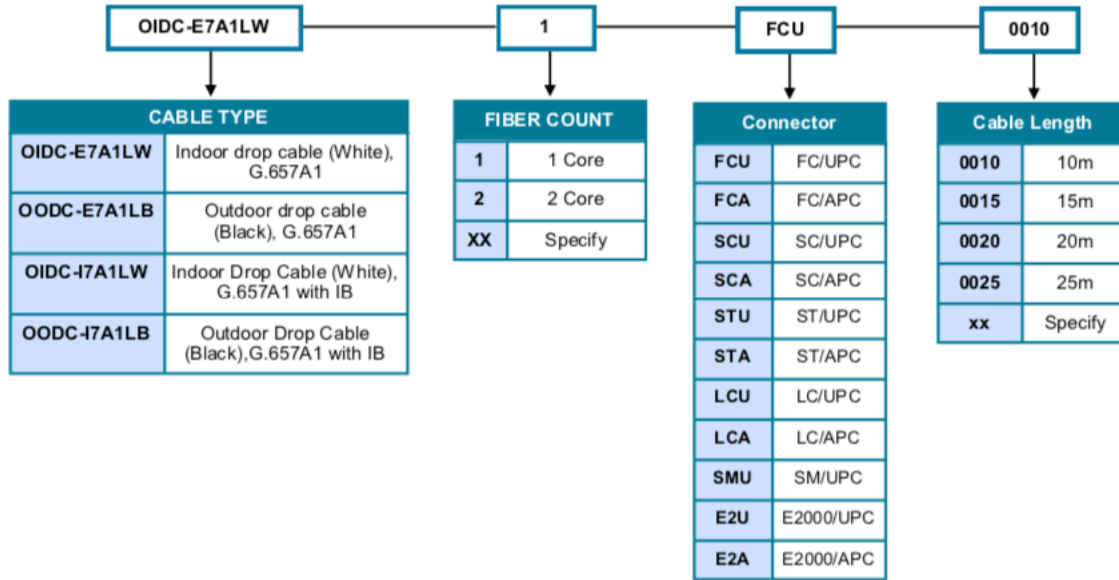 OIDC-E7A1LW 1 FCU 0010
CABLE TYPE
OIDC-E7A1LW Indoor drop cable (White),
G.657A1
OODC-E7A1LB Outdoor drop cable
(Black), G.657A1
OIDC-I7A1LW Indoor Drop Cable (White),
G.657A1 with IB
OODC-I7A1LB Outdoor Drop Cable
(Black),G.657A1 with IB
FIBER COUNT
1 1 Core
2 2 Core
XX Specify
Connector
FCU FC/UPC
FCA FC/APC
SCU SC/UPC
SCA SC/APC
STU ST/UPC
STA ST/APC
LCU LC/UPC
LCA LC/APC
SMU SM/UPC
E2U E2000/UPC
E2A E2000/APC
Cable Length
0010 10m
0015 15m
0020 20m
0025 25m
xx Specify